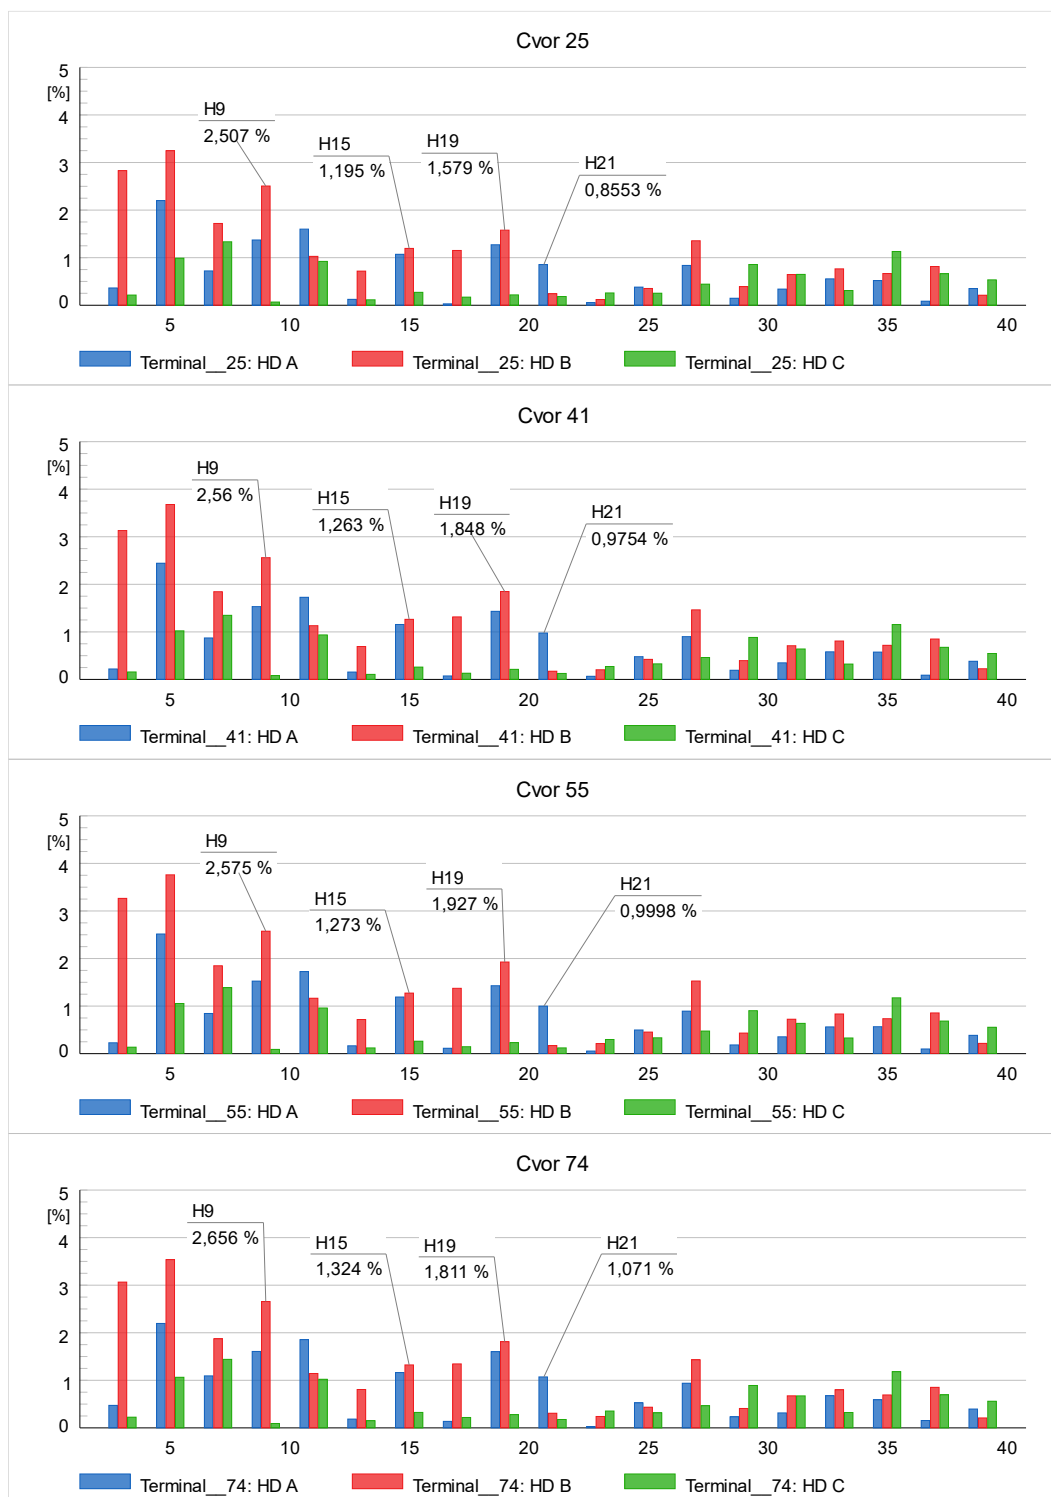 Cvor 25
5
[%]
4
3
2
1
0
H9
2,507 %
H15
1,195 %
H19
1,579 %
H21
0,8553 %
5 10 15 20 25 30 35 40
Terminal__25: HD A Terminal__25: HD B Terminal__25: HD C
Cvor 41
5
[%]
4
3
2
1
0
H9
2,56 %
H15
1,263 %
H19
1,848 %
H21
0,9754 %
5 10 15 20 25 30 35 40
Terminal__41: HD A Terminal__41: HD B Terminal__41: HD C
Cvor 55
5
[%]
4
3
2
1
0
H9
2,575 %
H15
1,273 %
H19
1,927 %
H21
0,9998 %
5 10 15 20 25 30 35 40
Terminal__55: HD A Terminal__55: HD B Terminal__55: HD C
Cvor 74
5
[%]
4
3
2
1
0
H9
2,656 %
H15
1,324 %
H19
1,811 %
H21
1,071 %
5 10 15 20 25 30 35 40
Terminal__74: HD A Terminal__74: HD B Terminal__74: HD C